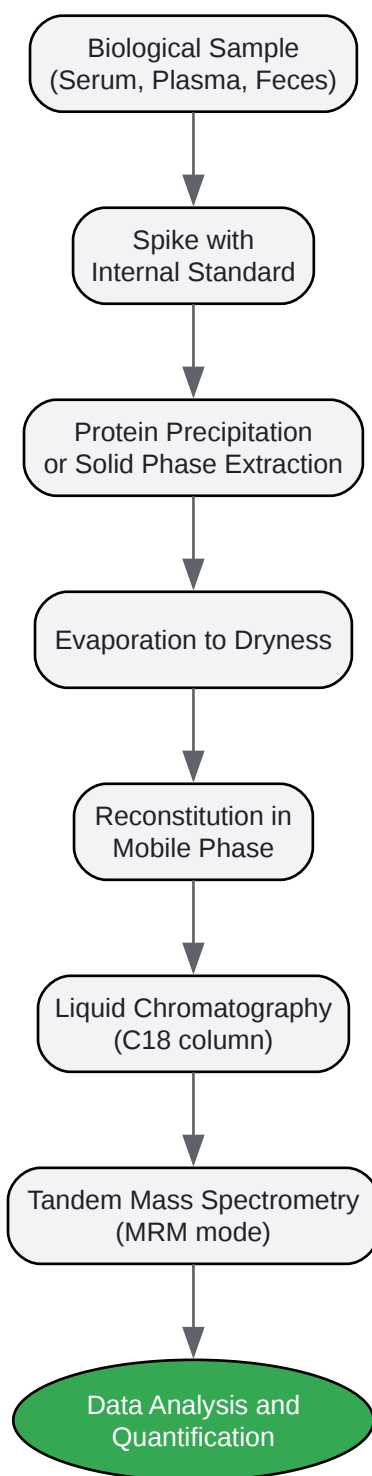 Biological Sample
(Serum, Plasma, Feces)
Spike with
Internal Standard
Protein Precipitation
or Solid Phase Extraction
Evaporation to Dryness
Reconstitution in
Mobile Phase
Liquid Chromatography
(C18 column)
Tandem Mass Spectrometry
(MRM mode)
Data Analysis and
Quantification